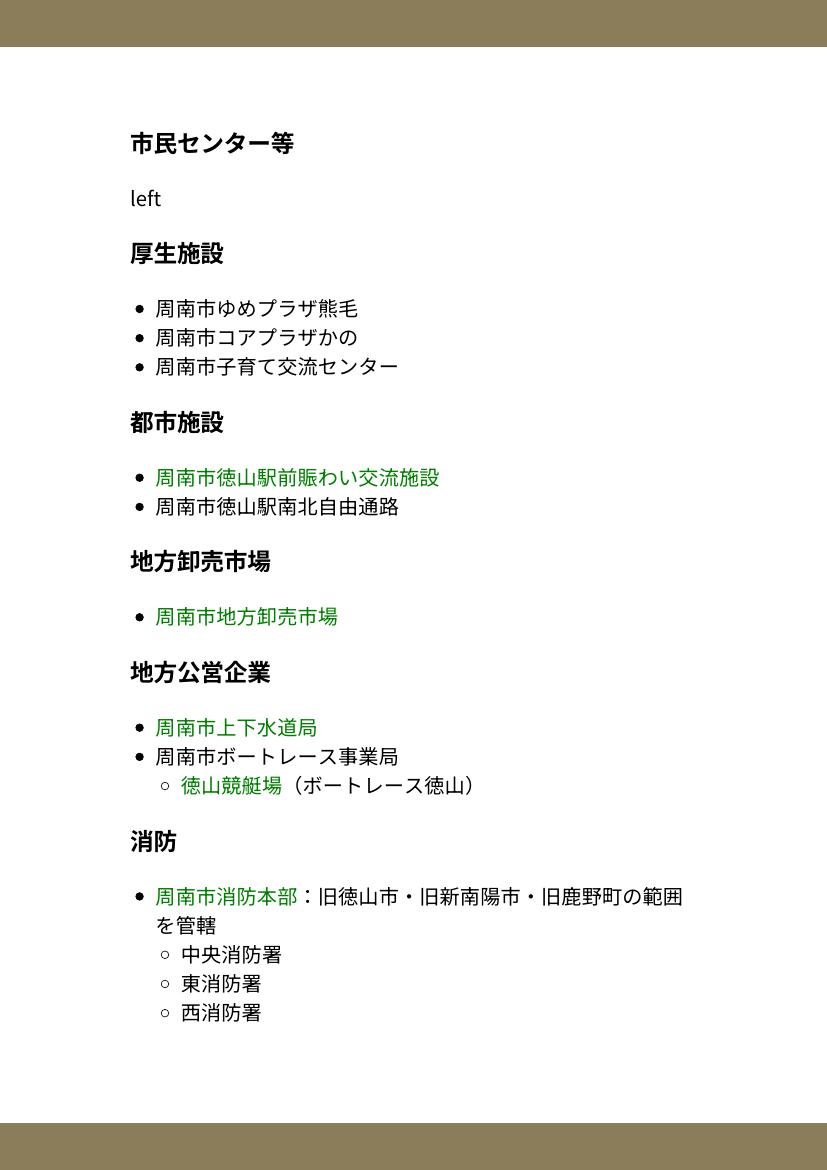 市民センター等
left
厚生施設
周南市ゆめプラザ熊毛
周南市コアプラザかの
周南市子育て交流センター
都市施設
周南市徳山駅前賑わい交流施設
周南市徳山駅南北自由通路
地方卸売市場
周南市地方卸売市場
地方公営企業
周南市上下水道局
周南市ボートレース事業局
徳山競艇場（ボートレース徳山）
消防
周南市消防本部：旧徳山市・旧新南陽市・旧鹿野町の範囲
を管轄
中央消防署
東消防署
西消防署